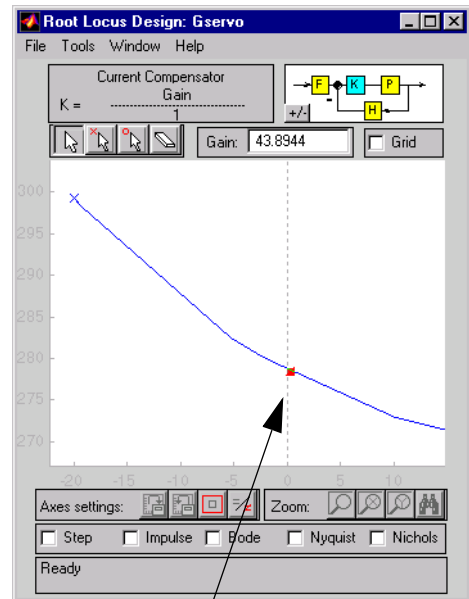 Root Locus Design: Gservo
File Tools Window Help
Current Compensator
K = Gain
1
F K P
H
+/-
Gain: 43.8944
Grid
300
295
290
285
280
275
270
-20 -15 -10 -5 0 5 10
Axes settings: Zoom:
Step Impulse Bode Nyquist Nichols
Ready